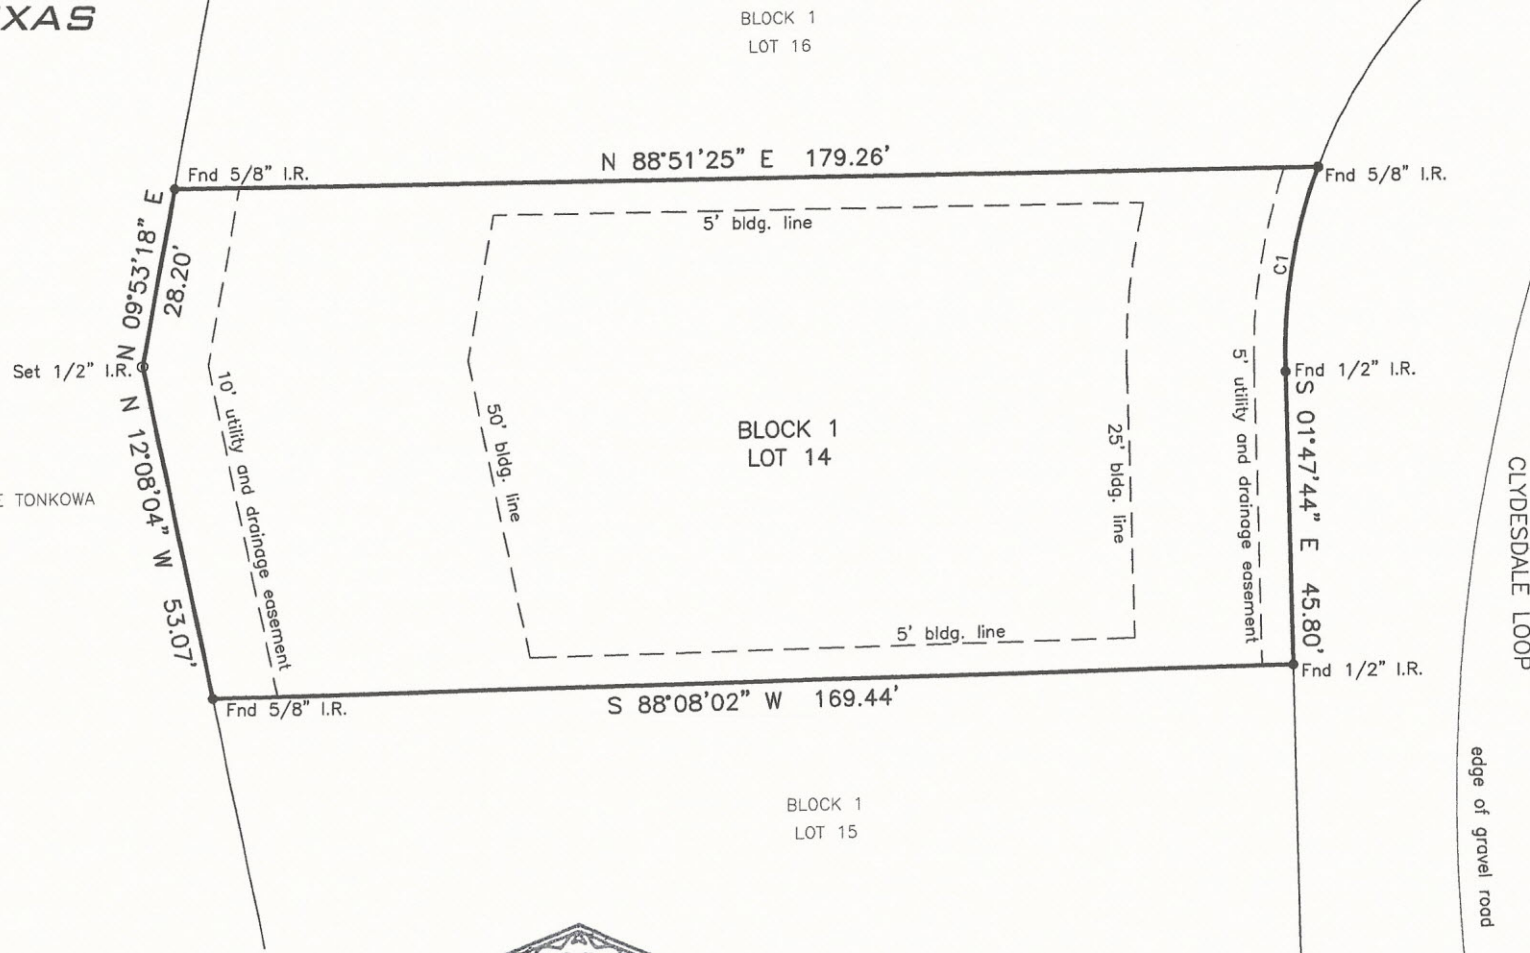 XAS
BLOCK 1
LOT 16
N 88°51'25" E 179.26'
Fnd 5/8" I.R.
Fnd 5/8" I.R.
5' bldg. line
N 09°53'18" E
28.20'
C1
Set 1/2" I.R.
Fnd 1/2" I.R.
10' utility and drainage easement
50' bldg. line
BLOCK 1
LOT 14
25' bldg. line
5' utility and drainage easement
S 01°47'44" E 45.80'
N 12°08'04" W 53.07'
TONKOWA
CLYDESDALE LOOP
5' bldg. line
Fnd 1/2" I.R.
S 88°08'02" W 169.44'
Fnd 5/8" I.R.
edge of gravel road
BLOCK 1
LOT 15